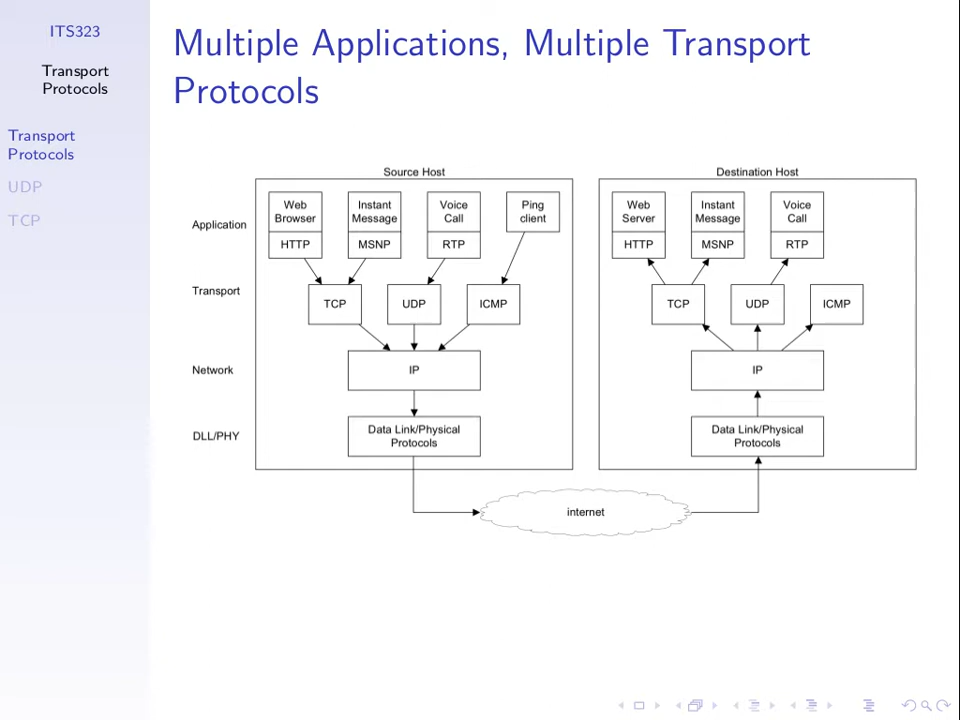 ITS323
Transport
Protocols
Transport
Protocols
UDP
TCP
Multiple Applications, Multiple Transport
Protocols
Source Host
Destination Host
Application
Web
Browser
HTTP
Instant
Message
MSNP
Voice
Call
RTP
Ping
client
Web
Server
HTTP
Instant
Message
MSNP
Voice
Call
RTP
Transport
TCP
UDP
ICMP
TCP
UDP
ICMP
Network
IP
IP
DLL/PHY
Data Link/Physical
Protocols
Data Link/Physical
Protocols
internet